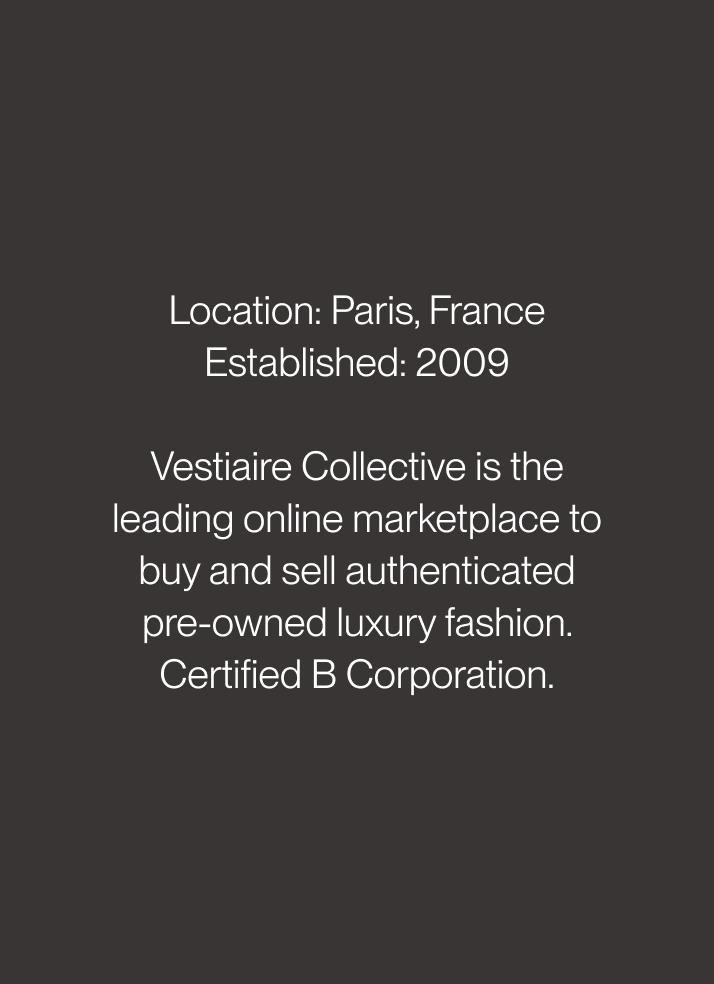 Location: Paris, France
Established: 2009
Vestiaire Collective is the
leading online marketplace to
buy and sell authenticated
pre-owned luxury fashion.
Certified B Corporation.